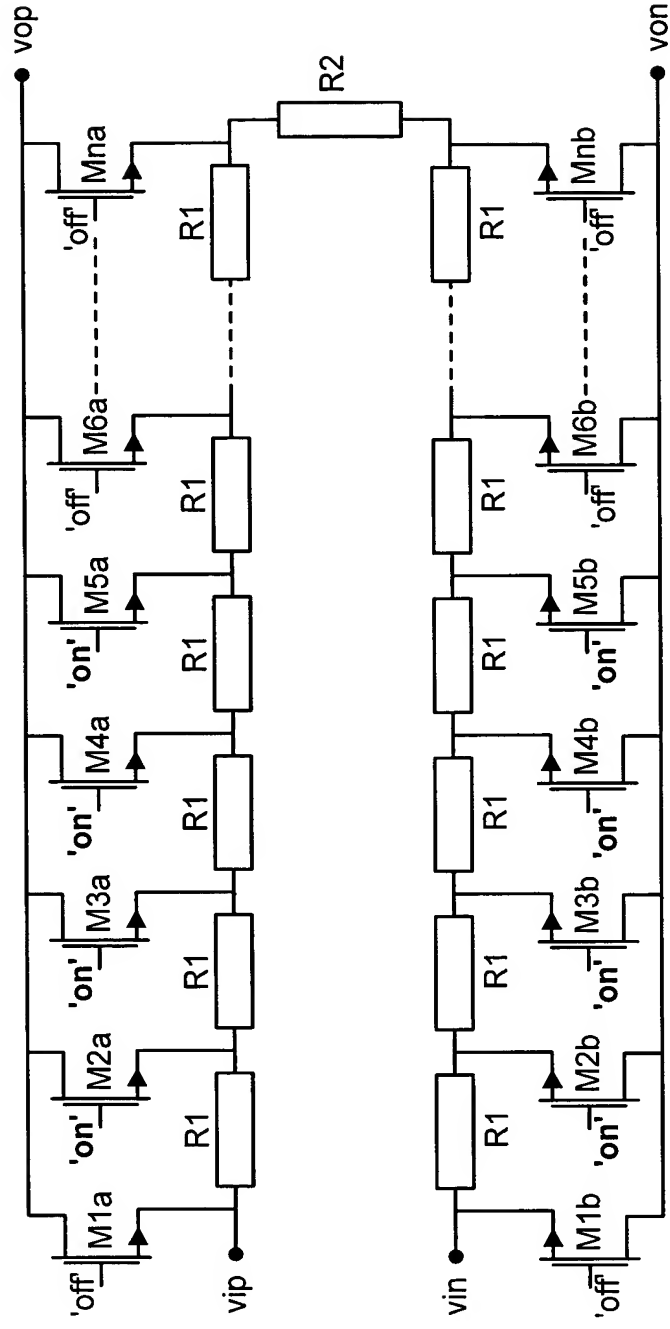 vop
M1a
M2a
M3a
M4a
M5a
M6a
Mna
'off'
'on'
'on'
'on'
'on'
'off'
'off'
R1
R1
R1
R1
R1
R1
vip
R2
vin
R1
R1
R1
R1
R1
R1
M1b
M2b
M3b
M4b
M5b
M6b
Mnb
'off'
'on'
'on'
'on'
'on'
'off'
'off'
von